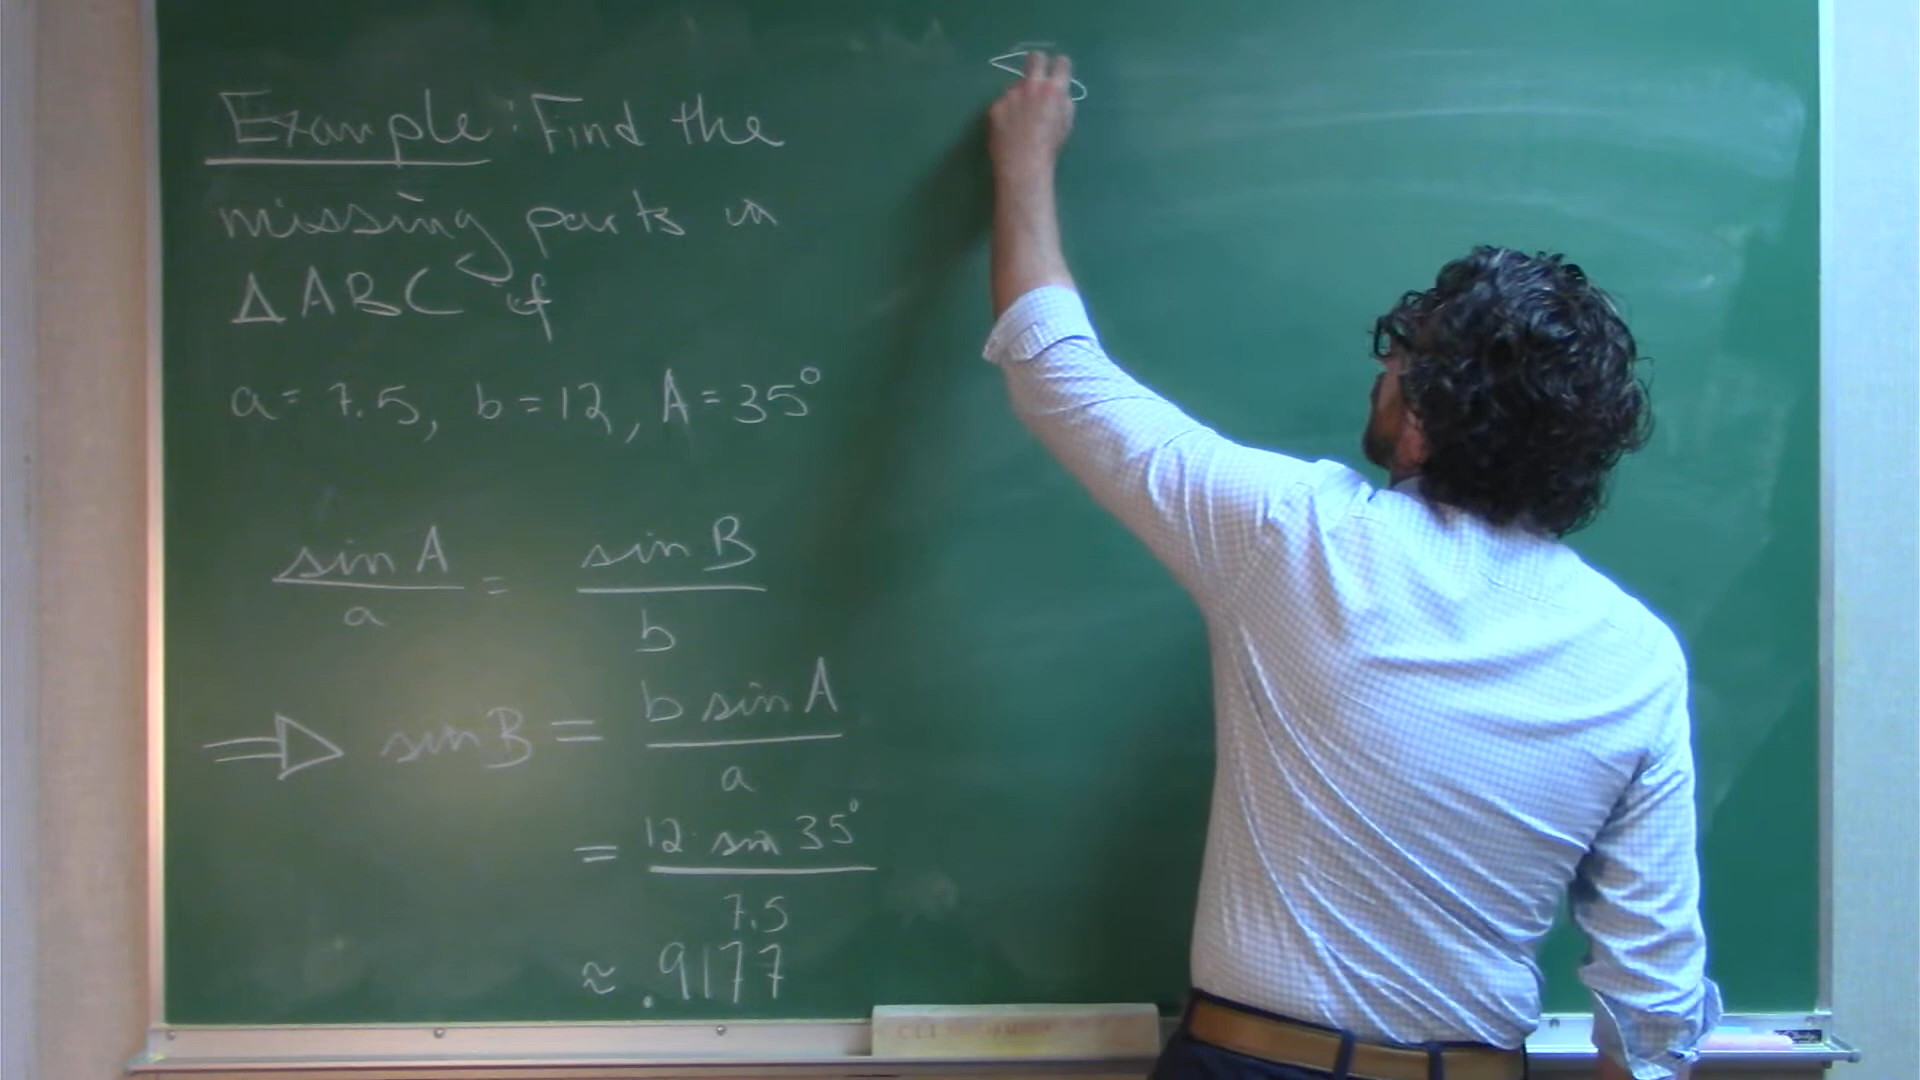 Example: Find the
missing parts in
△ABC if
a = 7.5, b = 12, A = 35°
sin A / a = sin B / b
⇒ sin B = b sin A / a
= 12 · sin 35° / 7.5
≈ .9177